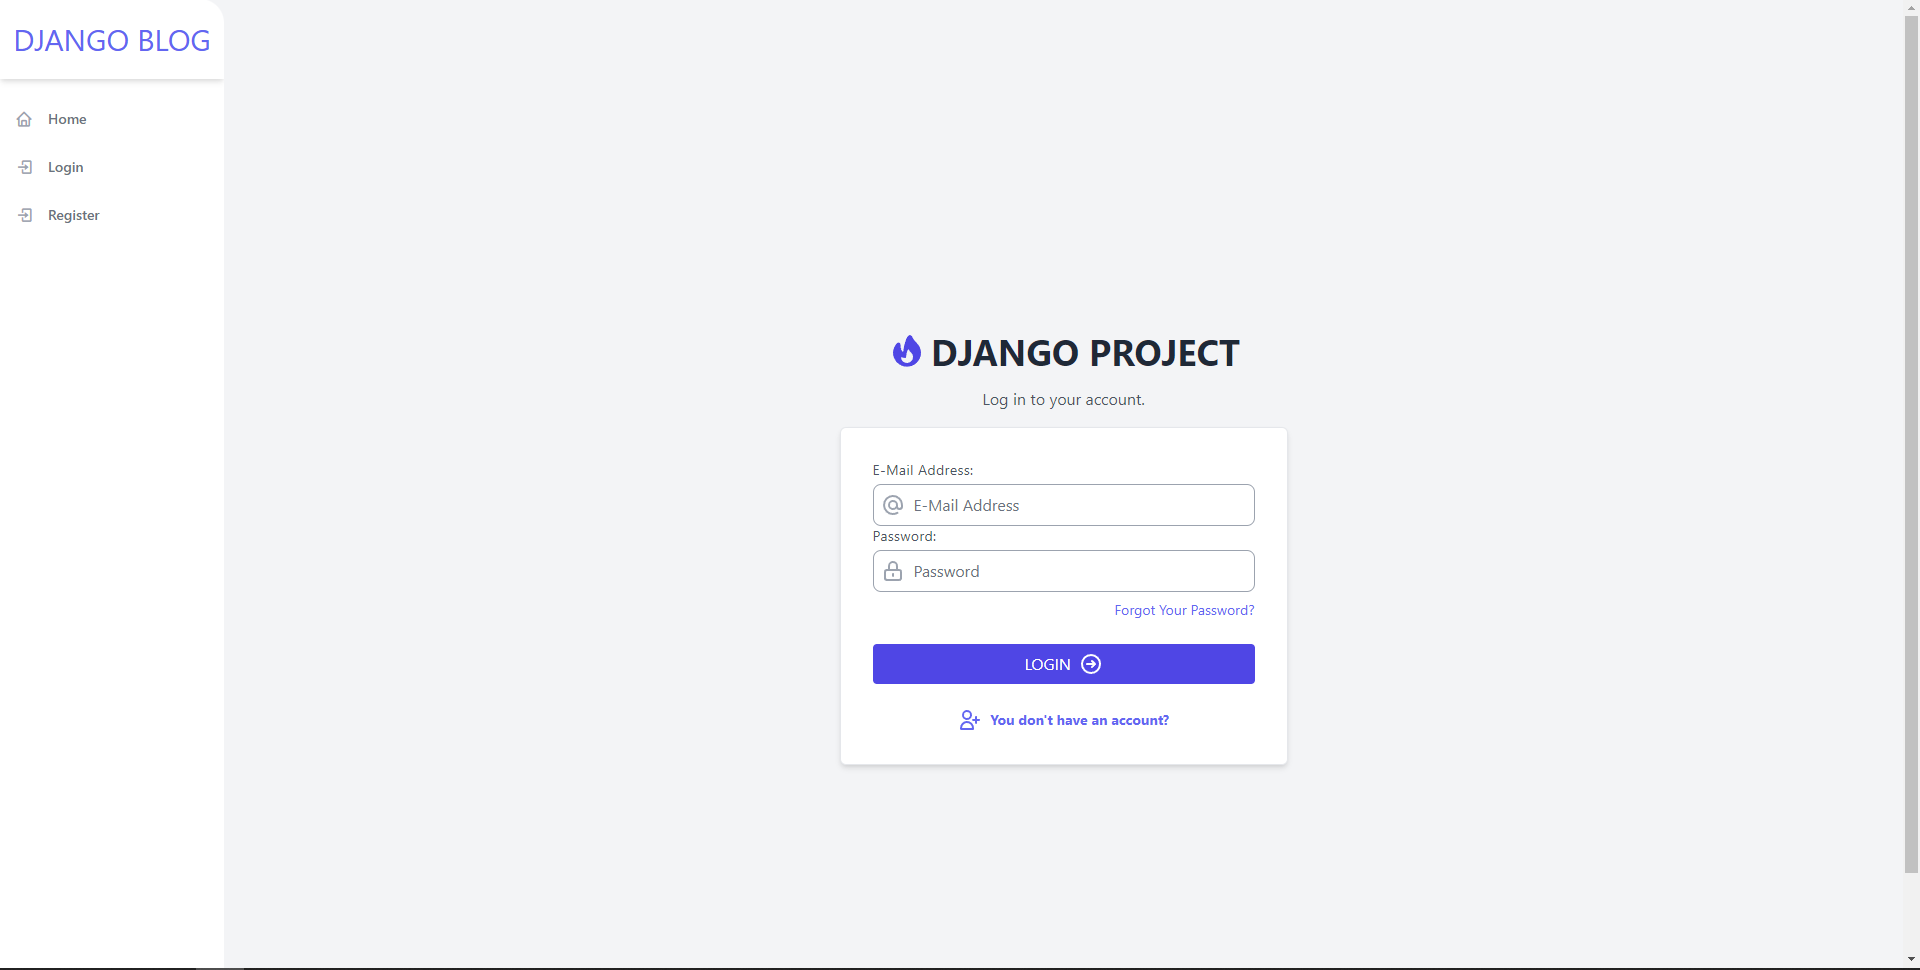 DJANGO BLOG
Home
Login
Register
DJANGO PROJECT
Log in to your account.
E-Mail Address:
E-Mail Address
Password:
Password
Forgot Your Password?
LOGIN
You don't have an account?